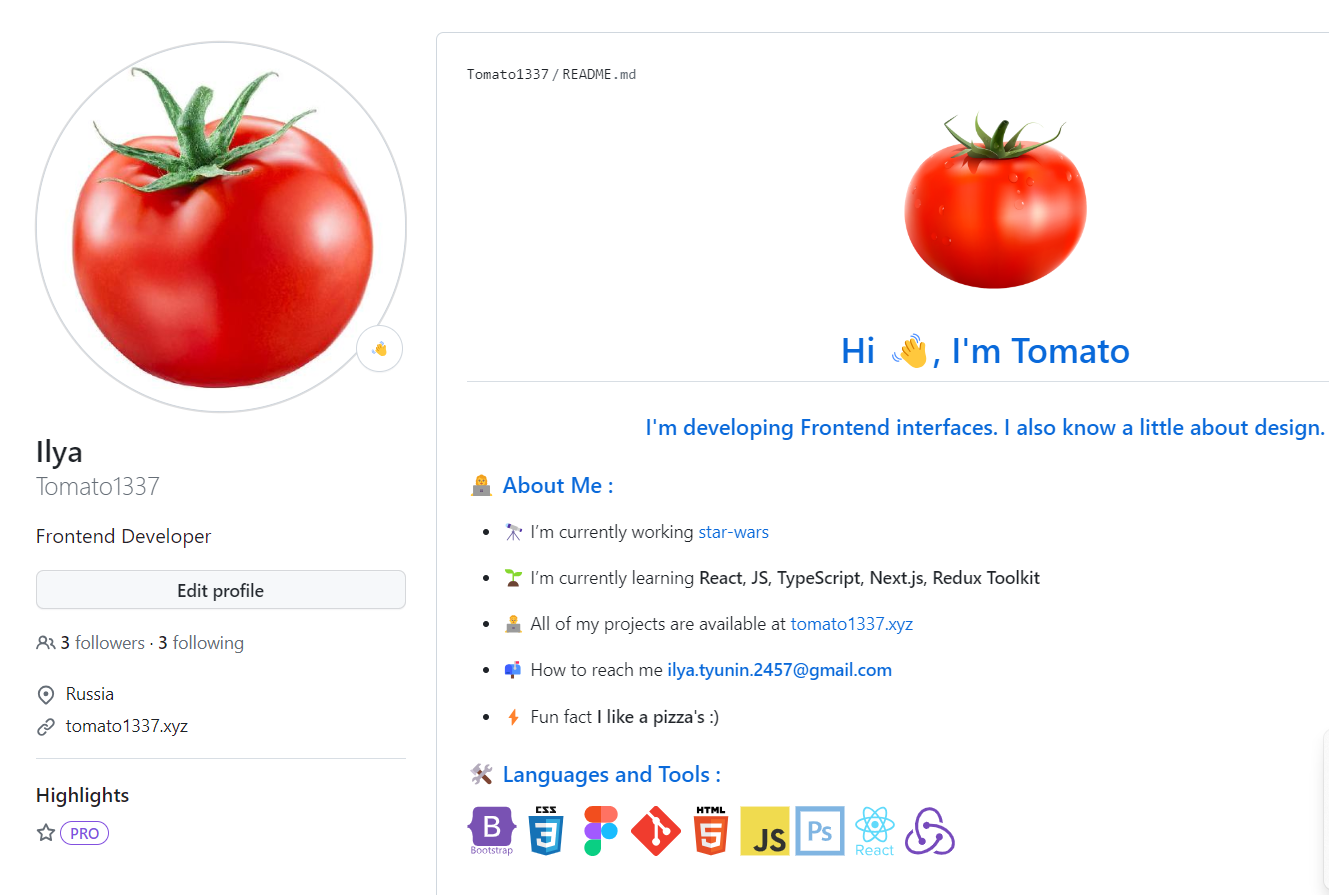 Tomato1337 / README.md
Hi 👋, I'm Tomato
I'm developing Frontend interfaces. I also know a little about design.
Ilya
Tomato1337
Frontend Developer
Edit profile
3 followers · 3 following
Russia
tomato1337.xyz
Highlights
PRO
About Me :
I’m currently working star-wars
I’m currently learning React, JS, TypeScript, Next.js, Redux Toolkit
All of my projects are available at tomato1337.xyz
How to reach me ilya.tyunin.2457@gmail.com
Fun fact I like a pizza's :)
Languages and Tools :
B
Bootstrap
CSS
3
HTML
5
JS
Ps
React